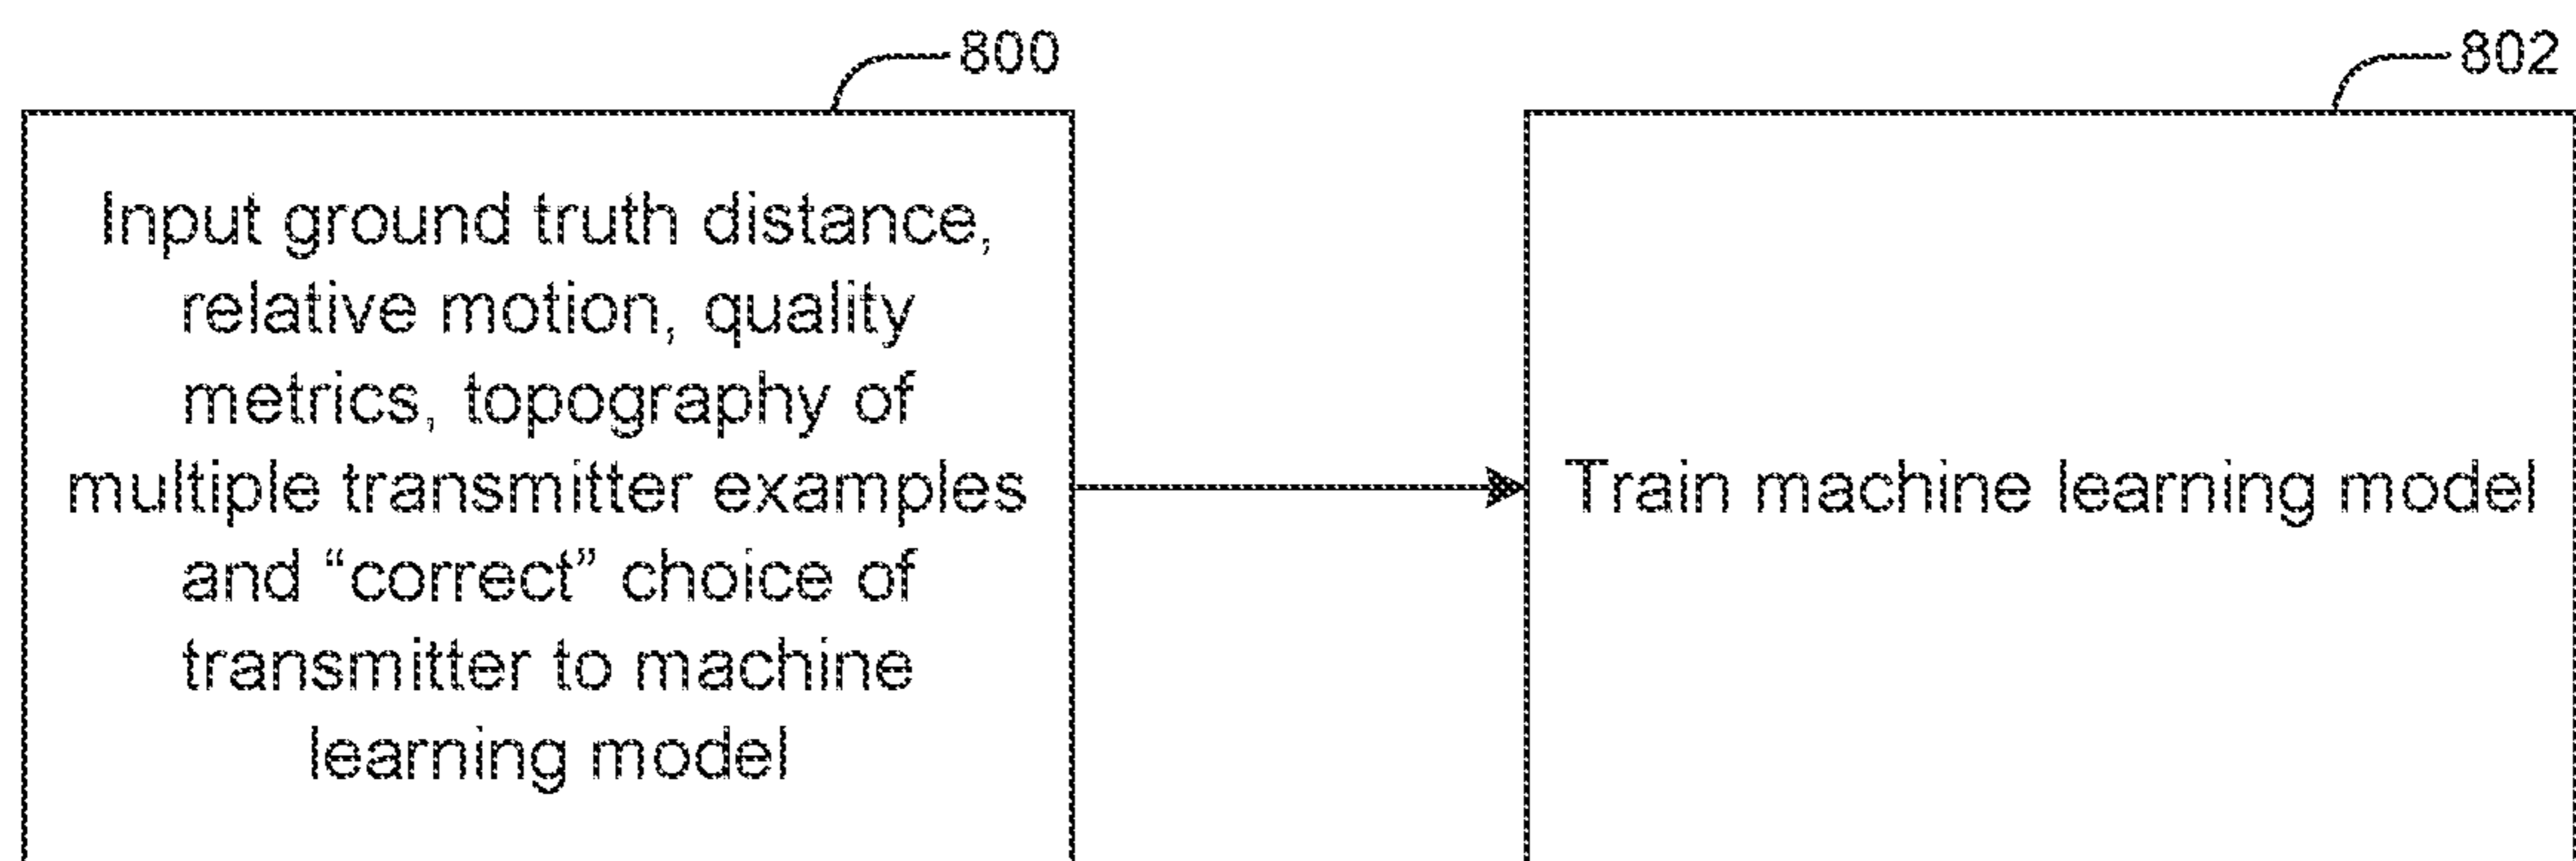 800
802
Input ground truth distance,
relative motion, quality
metrics, topography of
multiple transmitter examples
and “correct” choice of
transmitter to machine
learning model
Train machine learning model